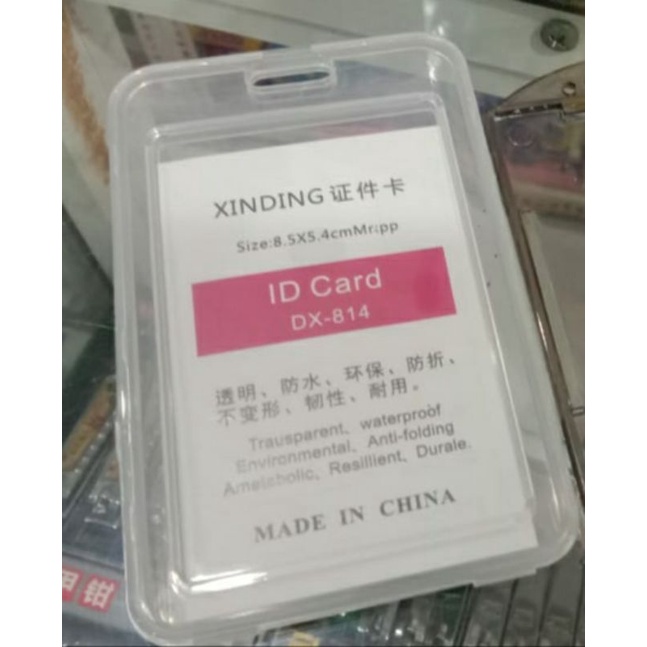 XINDING 证件卡
Size:8.5X5.4cmMr:pp
ID Card
DX-814
透明、防水、环保、防折、
不变形、韧性、耐用。
Trausparent、waterproof
Environmental、Anti-folding
Ametabolic、Resillient、Durale.
MADE IN CHINA
钳